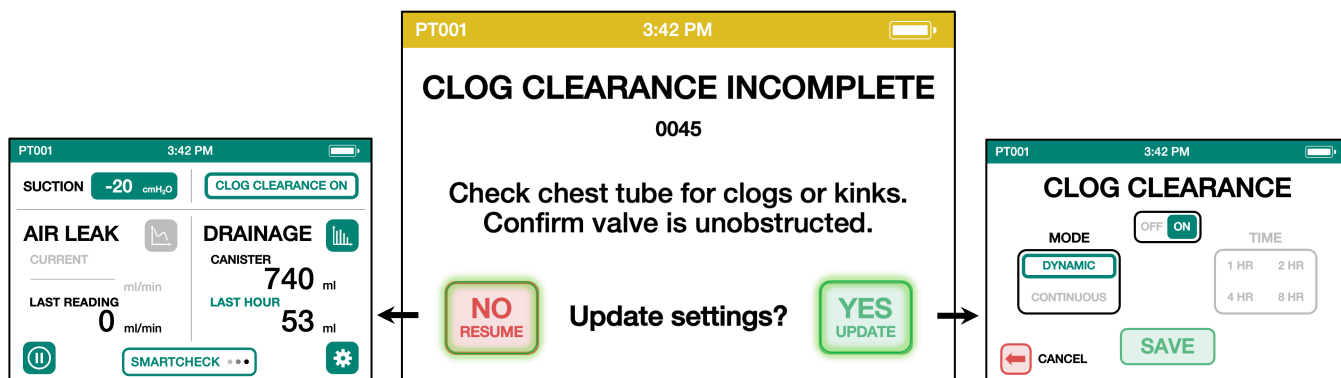 PT001 3:42 PM
SUCTION -20 cmH₂O CLOG CLEARANCE ON
AIR LEAK DRAINAGE
CURRENT CANISTER
ml/min 740 ml
LAST READING LAST HOUR
0 ml/min 53 ml
SMARTCHECK
PT001 3:42 PM
CLOG CLEARANCE INCOMPLETE
0045
Check chest tube for clogs or kinks.
Confirm valve is unobstructed.
NO
RESUME
Update settings?
YES
UPDATE
PT001 3:42 PM
CLOG CLEARANCE
OFF ON
MODE TIME
DYNAMIC 1 HR 2 HR
CONTINUOUS 4 HR 8 HR
CANCEL SAVE